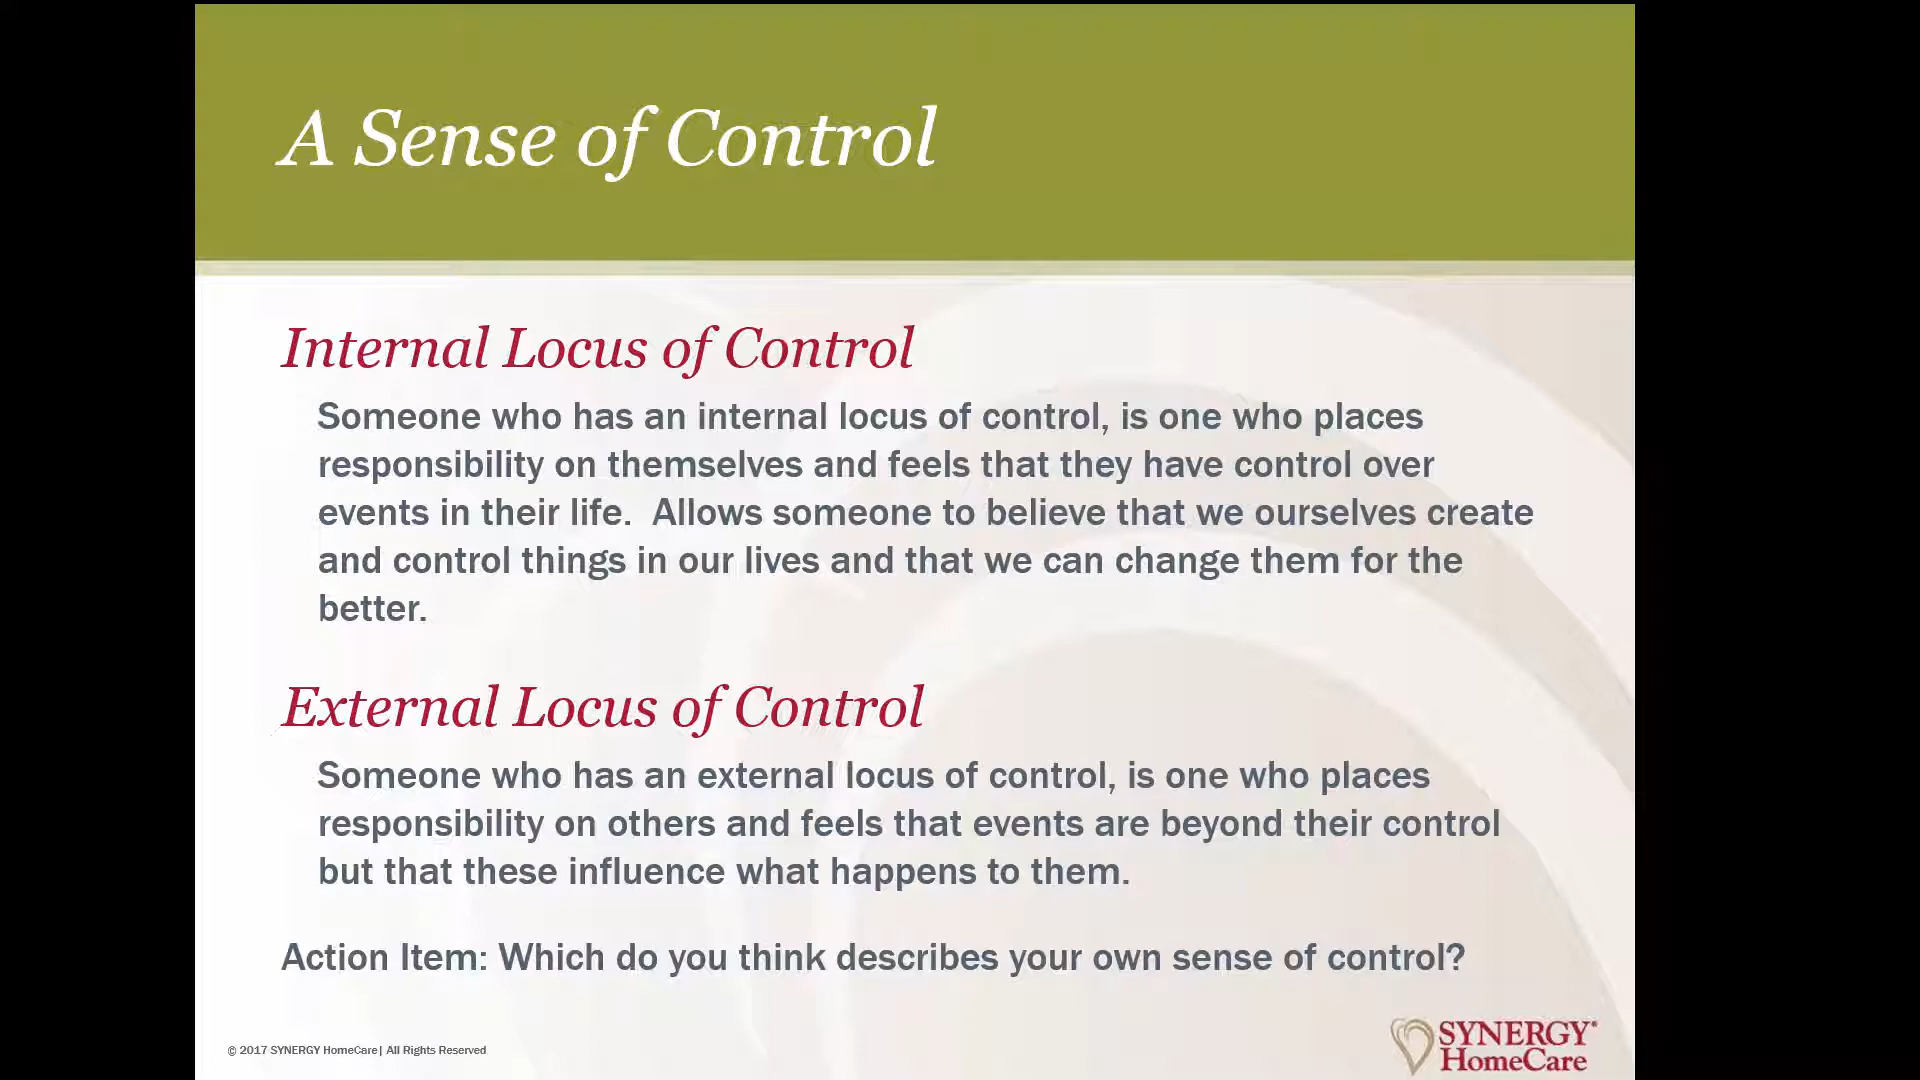 A Sense of Control
Internal Locus of Control
Someone who has an internal locus of control, is one who places
responsibility on themselves and feels that they have control over
events in their life.  Allows someone to believe that we ourselves create
and control things in our lives and that we can change them for the
better.
External Locus of Control
Someone who has an external locus of control, is one who places
responsibility on others and feels that events are beyond their control
but that these influence what happens to them.
Action Item: Which do you think describes your own sense of control?
© 2017 SYNERGY HomeCare| All Rights Reserved
SYNERGY®
HomeCare